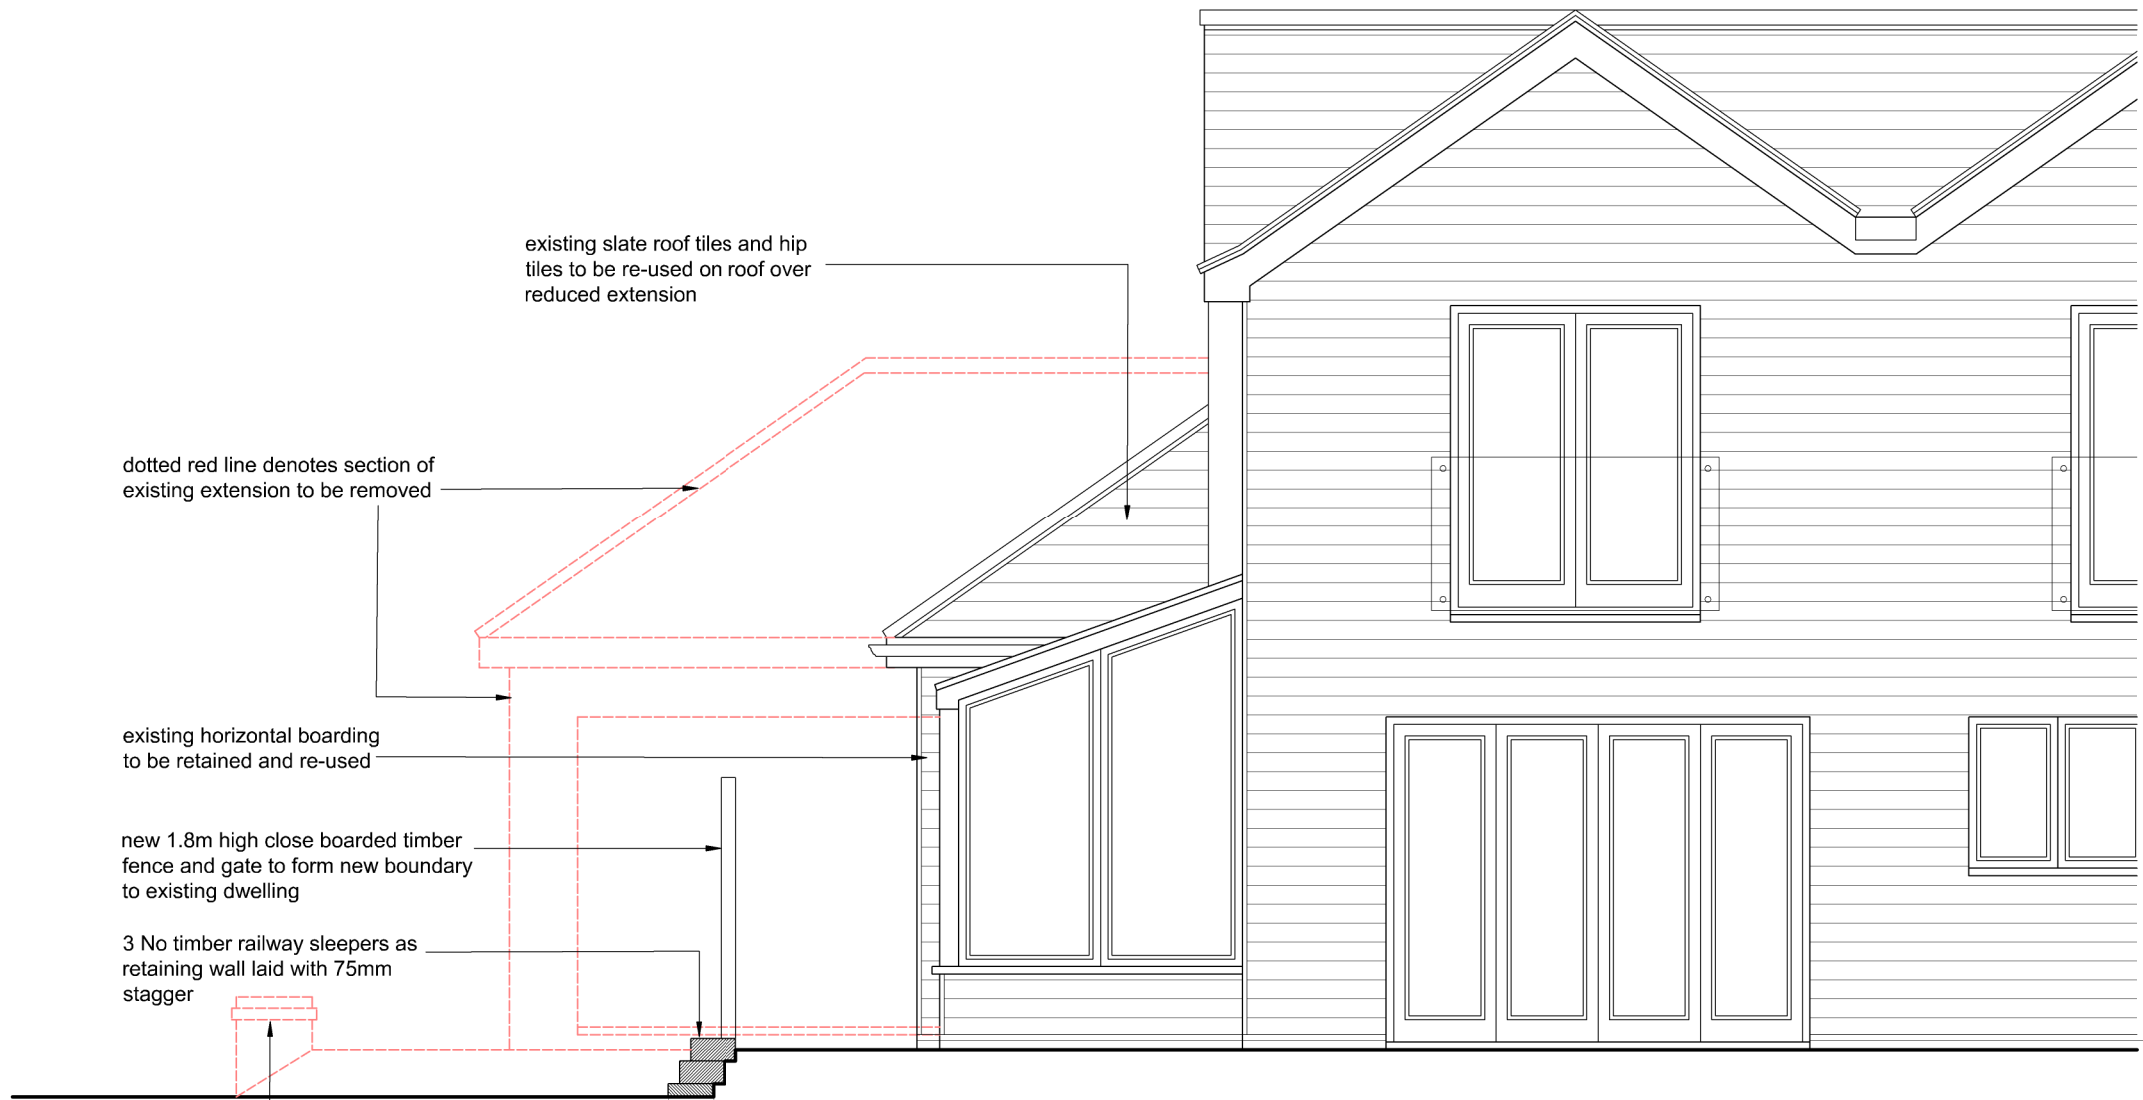 existing slate roof tiles and hip
tiles to be re-used on roof over
reduced extension
dotted red line denotes section of
existing extension to be removed
existing horizontal boarding
to be retained and re-used
new 1.8m high close boarded timber
fence and gate to form new boundary
to existing dwelling
3 No timber railway sleepers as
retaining wall laid with 75mm
stagger